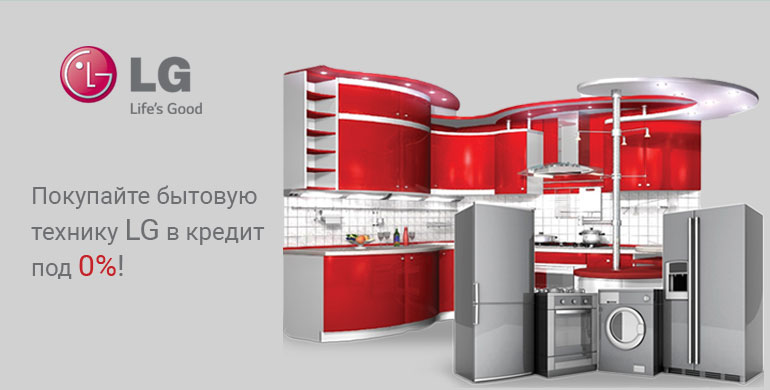 LG
Life's Good
Покупайте бытовую
технику LG в кредит
под 0%!